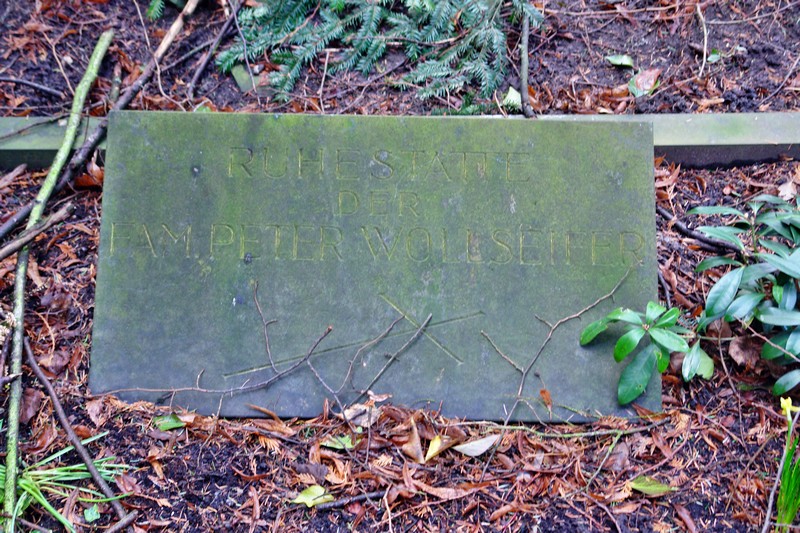 RUHESTÄTTE
DER
FAM. PETER WOLLSEIFER